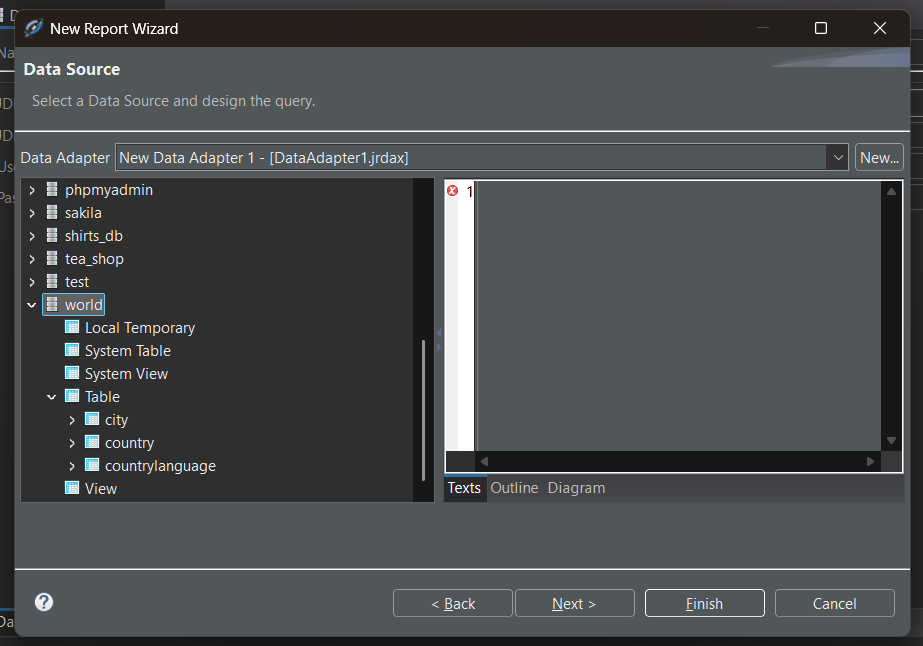 New Report Wizard
Data Source
Select a Data Source and design the query.
Data Adapter New Data Adapter 1 - [DataAdapter1.jrdax] New...
phpmyadmin
sakila
shirts_db
tea_shop
test
world
Local Temporary
System Table
System View
Table
city
country
countrylanguage
View
1
Texts Outline Diagram
? < Back Next > Finish Cancel